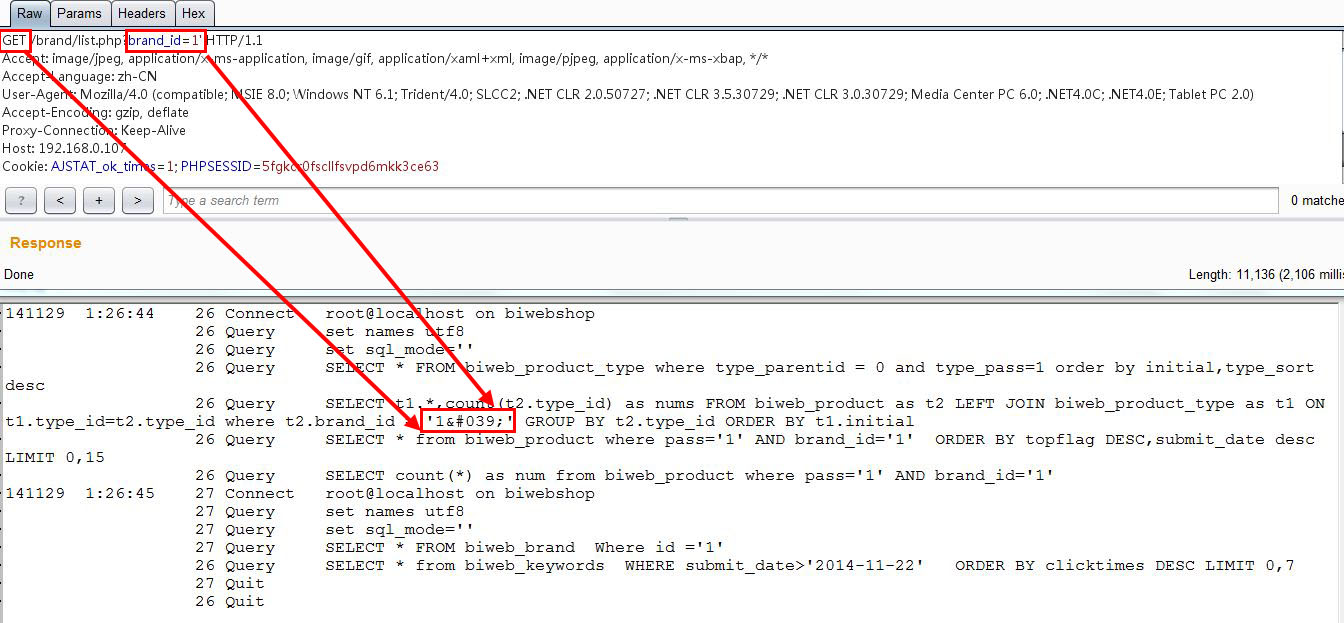 Raw Params Headers Hex
GET /brand/list.php?brand_id=1' HTTP/1.1
Accept: image/jpeg, application/x-ms-application, image/gif, application/xaml+xml, image/pjpeg, application/x-ms-xbap, */*
Accept-Language: zh-CN
User-Agent: Mozilla/4.0 (compatible; MSIE 8.0; Windows NT 6.1; Trident/4.0; SLCC2; .NET CLR 2.0.50727; .NET CLR 3.5.30729; .NET CLR 3.0.30729; Media Center PC 6.0; .NET4.0C; .NET4.0E; Tablet PC 2.0)
Accept-Encoding: gzip, deflate
Proxy-Connection: Keep-Alive
Host: 192.168.0.107
Cookie: AJSTAT_ok_times=1; PHPSESSID=
? < + > Type a search term 0 matche
Response
Done Length: 11,136 (2,106 millis
141129 1:26:44 26 Connect root@localhost on biwebshop
26 Query set names utf8
26 Query set sql_mode=''
26 Query SELECT * FROM biweb_product_type where type_parentid = 0 and type_pass=1 order by initial,type_sort
desc
26 Query SELECT t1.*,count(t2.type_id) as nums FROM biweb_product as t2 LEFT JOIN biweb_product_type as t1 ON
t1.type_id=t2.type_id where t2.brand_id = '1&#039;' GROUP BY t2.type_id ORDER BY t1.initial
26 Query SELECT * from biweb_product where pass='1' AND brand_id='1' ORDER BY topflag DESC,submit_date desc
LIMIT 0,15
26 Query SELECT count(*) as num from biweb_product where pass='1' AND brand_id='1'
141129 1:26:45 27 Connect root@localhost on biwebshop
27 Query set names utf8
27 Query set sql_mode=''
27 Query SELECT * FROM biweb_brand Where id ='1'
26 Query SELECT * from biweb_keywords WHERE submit_date>'2014-11-22' ORDER BY clicktimes DESC LIMIT 0,7
27 Quit
26 Quit